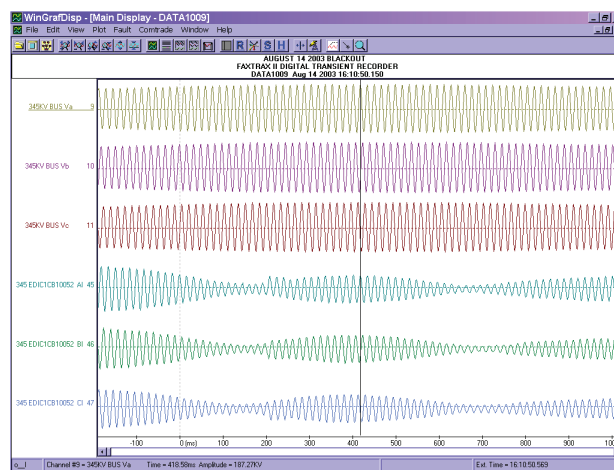 WinGrafDisp - [Main Display - DATA1009]
File Edit View Plot Fault Comtrade Window Help
R Y S H
AUGUST 14 2003 BLACKOUT
FAXTRAX II DIGITAL TRANSIENT RECORDER
DATA1009 Aug 14 2003 16:10:50.150
345KV BUS Va 9
345KV BUS Vb 10
345KV BUS Vc 11
345 EDIC1CB10052 AI 45
345 EDIC1CB10052 BI 46
345 EDIC1CB10052 CI 47
-100 0 (ms) 100 200 300 400 500 600 700 800 900 100
Channel #9 = 345KV BUS Va Time = 418.58ms Amplitude = 187.27KV Ext. Time = 16:10:50.569